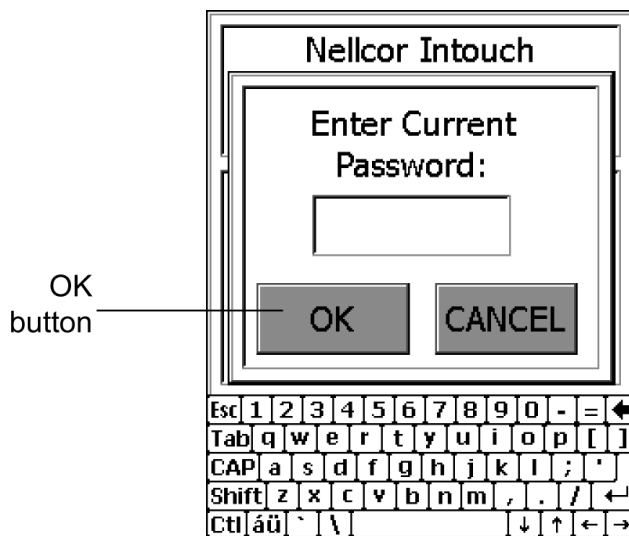 Nellcor Intouch
Enter Current
Password:
OK
button
OK CANCEL
Esc 1 2 3 4 5 6 7 8 9 0 - = 🡄
Tab q w e r t y u i o p [ ]
CAP a s d f g h j k l ; '
Shift z x c v b n m , . / ↵
Ctl áü ` \ ↓ ↑ ← →